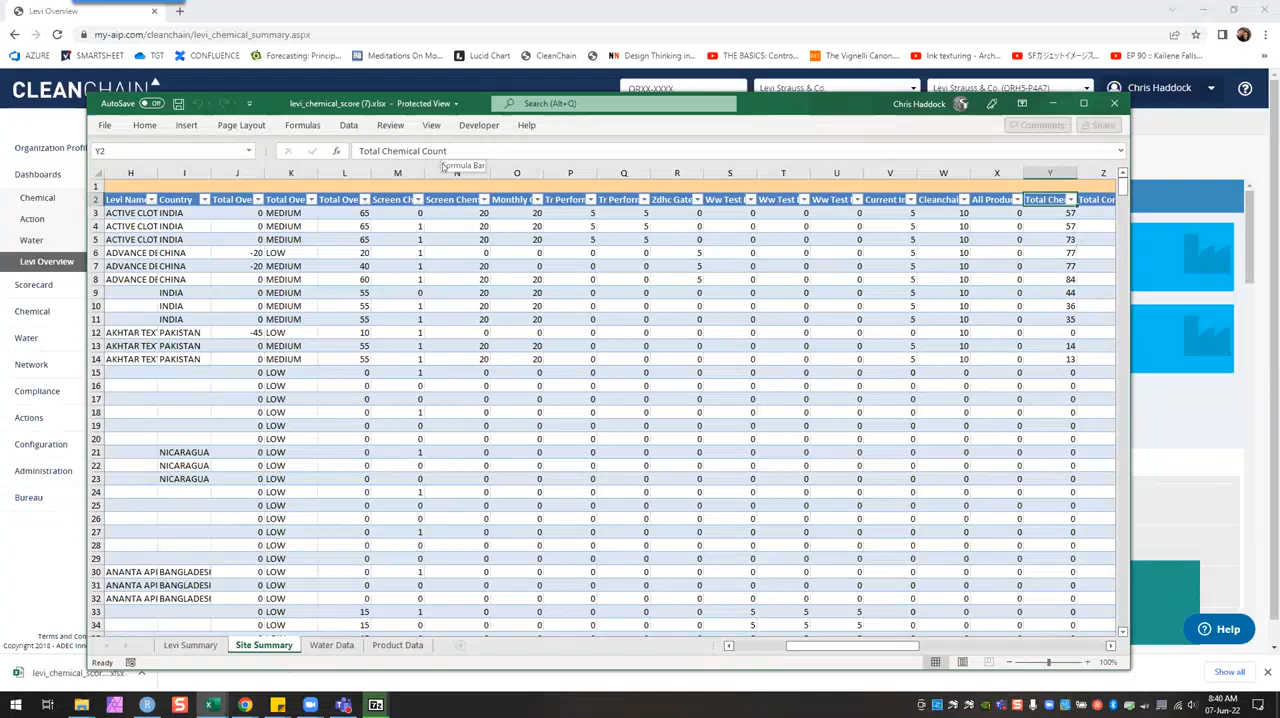 Levi Overview
my-aip.com/cleanchain/levi_chemical_summary.aspx
AZURE SMARTSHEET TGT CONFLUENCE Forecasting: Princip... Meditations On Mo... Lucid Chart CleanChain Design Thinking in... THE BASICS: Contro... The Vignelli Canon... Ink texturing - Arch... SFガジェットイメージス... EP 90 // Kailene Falls...
CLEANCHAIN ORXX-XXXX Levi Strauss & Co. Levi Strauss & Co. (ORH5-P4A7) Chris Haddock
AutoSave Off levi_chemical_score (7).xlsx - Protected View Search (Alt+Q) Chris Haddock
File Home Insert Page Layout Formulas Data Review View Developer Help Comments Share
Y2 fx Total Chemical Count
Formula Bar
H I J K L M N O P Q R S T U V W X Y Z
1
2 Levi Name Country Total Ove Total Ove Total Ove Screen Ch Screen Chem Monthly Tr Perform Tr Perform Zdhc Gate Ww Test Ww Test Ww Test Current In Cleanchai All Produc Total Che Total Cor
3 ACTIVE CLOT INDIA 0 MEDIUM 65 0 20 20 5 5 0 0 0 0 5 10 0 57
4 ACTIVE CLOT INDIA 0 MEDIUM 65 1 20 20 5 5 0 0 0 0 5 10 0 57
5 ACTIVE CLOT INDIA 0 MEDIUM 65 1 20 20 5 5 0 0 0 0 5 10 0 73
6 ADVANCE DE CHINA -20 LOW 20 1 0 20 0 0 5 0 0 0 5 10 0 77
7 ADVANCE DE CHINA -20 MEDIUM 40 1 20 20 0 0 5 0 0 0 5 10 0 77
8 ADVANCE DE CHINA 0 MEDIUM 60 1 20 20 0 0 5 0 0 0 5 10 0 84
9 INDIA 0 MEDIUM 55 0 20 20 0 0 0 0 0 0 5 10 0 44
10 INDIA 0 MEDIUM 55 1 20 20 0 0 0 0 0 0 5 10 0 36
11 INDIA 0 MEDIUM 55 1 20 20 0 0 0 0 0 0 5 10 0 35
12 AKHTAR TEX PAKISTAN -45 LOW 10 1 0 0 0 0 0 0 0 0 0 10 0 0
13 AKHTAR TEX PAKISTAN 0 MEDIUM 55 1 20 20 0 0 0 0 0 0 5 10 0 14
14 AKHTAR TEX PAKISTAN 0 MEDIUM 55 1 20 20 0 0 0 0 0 0 5 10 0 13
15 0 LOW 0 1 0 0 0 0 0 0 0 0 0 0 0 0
16 0 LOW 0 0 0 0 0 0 0 0 0 0 0 0 0 0
17 0 LOW 0 0 0 0 0 0 0 0 0 0 0 0 0 0
18 0 LOW 0 1 0 0 0 0 0 0 0 0 0 0 0 0
19 0 LOW 0 0 0 0 0 0 0 0 0 0 0 0 0 0
20 0 LOW 0 0 0 0 0 0 0 0 0 0 0 0 0 0
21 NICARAGUA 0 LOW 0 1 0 0 0 0 0 0 0 0 0 0 0 0
22 NICARAGUA 0 LOW 0 0 0 0 0 0 0 0 0 0 0 0 0 0
23 NICARAGUA 0 LOW 0 0 0 0 0 0 0 0 0 0 0 0 0 0
24 0 LOW 0 1 0 0 0 0 0 0 0 0 0 0 0 0
25 0 LOW 0 0 0 0 0 0 0 0 0 0 0 0 0 0
26 0 LOW 0 0 0 0 0 0 0 0 0 0 0 0 0 0
27 0 LOW 0 1 0 0 0 0 0 0 0 0 0 0 0 0
28 0 LOW 0 0 0 0 0 0 0 0 0 0 0 0 0 0
29 0 LOW 0 0 0 0 0 0 0 0 0 0 0 0 0 0
30 ANANTA API BANGLADESH 0 LOW 0 1 0 0 0 0 0 0 0 0 0 0 0 0
31 ANANTA API BANGLADESH 0 LOW 0 0 0 0 0 0 0 0 0 0 0 0 0 0
32 ANANTA API BANGLADESH 0 LOW 0 0 0 0 0 0 0 0 0 0 0 0 0 0
33 0 LOW 15 1 0 0 0 0 0 5 5 5 0 0 0 0
34 0 LOW 15 0 0 0 0 0 0 5 5 5 0 0 0 0
Levi Summary Site Summary Water Data Product Data
Ready 100%
Organization Profi
Dashboards
Chemical
Action
Water
Levi Overview
Scorecard
Chemical
Water
Network
Compliance
Actions
Configuration
Administration
Bureau
Terms and Con
Copyright 2018 - ADEC Inno
Help
levi_chemical_scor....xlsx Show all
8:40 AM
07-Jun-22